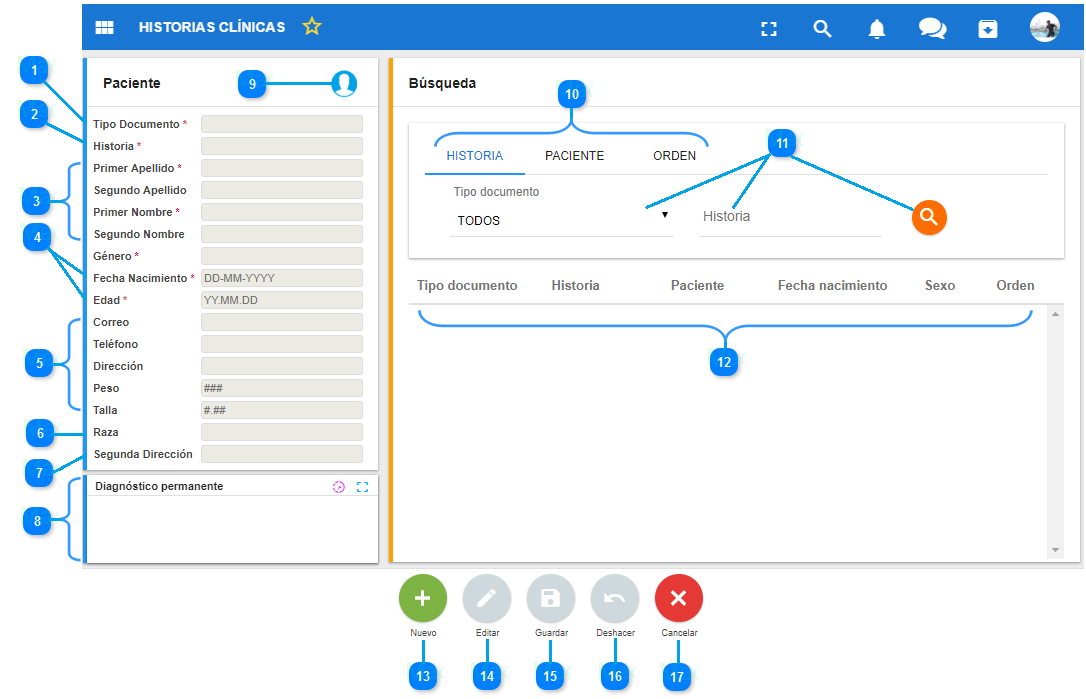 HISTORIAS CLÍNICAS
1
Paciente
9
Búsqueda
10
2
Tipo Documento *
Historia *
Primer Apellido *
3
Segundo Apellido
Primer Nombre *
Segundo Nombre
4
Género *
Fecha Nacimiento * DD-MM-YYYY
Edad * YY.MM.DD
Correo
Teléfono
5
Dirección
Peso ###
Talla #.##
6
Raza
Segunda Dirección
7
Diagnóstico permanente
8
HISTORIA PACIENTE ORDEN
11
Tipo documento
TODOS
Historia
Tipo documento Historia Paciente Fecha nacimiento Sexo Orden
12
Nuevo Editar Guardar Deshacer Cancelar
13 14 15 16 17